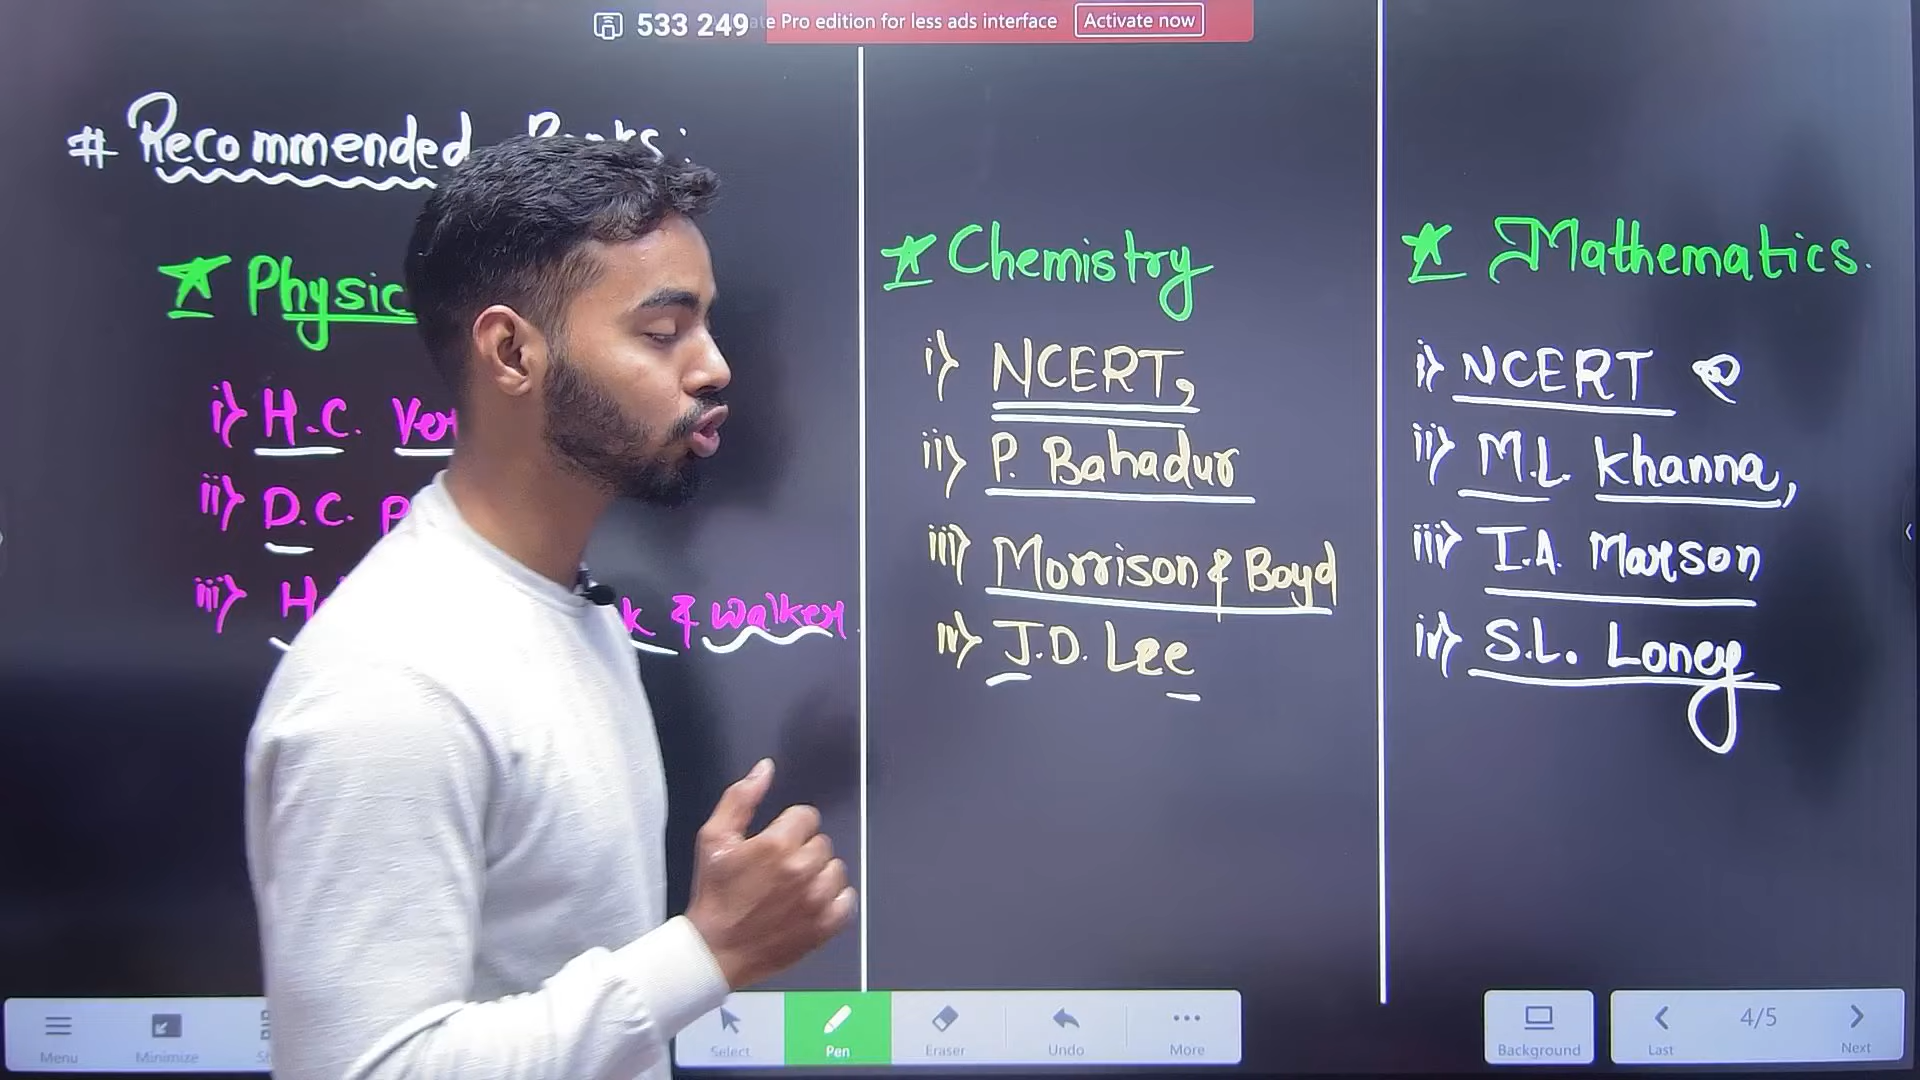 533 249
e Pro edition for less ads interface
Activate now
# Recommended
* Physic
i) H.C. Ver
ii) D.C. P
iii) H k & Walker.
* Chemistry
i) NCERT,
ii) P. Bahadur
iii) Morrison & Boyd
iv) J.D. Lee
* Mathematics.
i) NCERT
ii) M.L. Khanna,
iii) I.A. Marson
iv) S.L. Loney
Menu
Minimize
Select
Pen
Eraser
Undo
More
Background
Last
4/5
Next